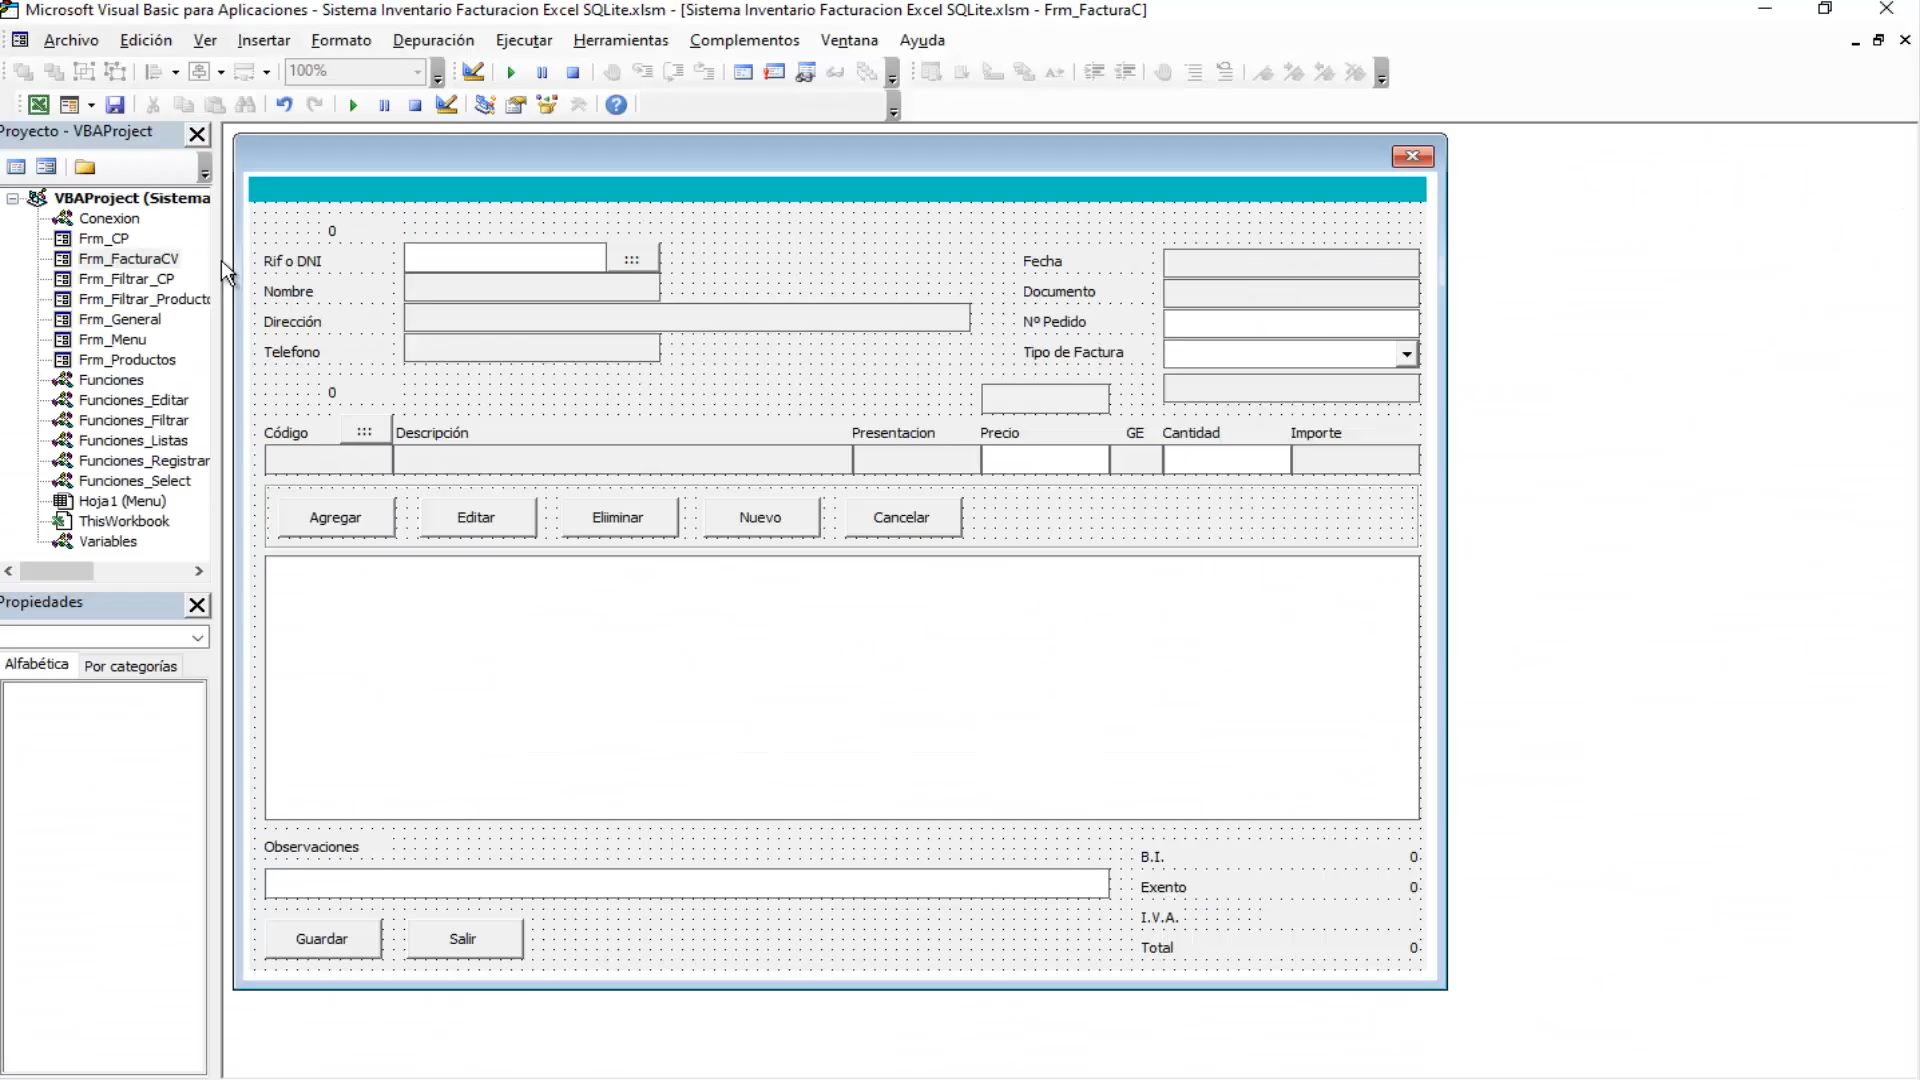 Microsoft Visual Basic para Aplicaciones - Sistema Inventario Facturacion Excel SQLite.xlsm - [Sistema Inventario Facturacion Excel SQLite.xlsm - Frm_FacturaC]
Archivo Edición Ver Insertar Formato Depuración Ejecutar Herramientas Complementos Ventana Ayuda
100%
Proyecto - VBAProject
VBAProject (Sistema
Conexion
Frm_CP
Frm_FacturaCV
Frm_Filtrar_CP
Frm_Filtrar_Producto
Frm_General
Frm_Menu
Frm_Productos
Funciones
Funciones_Editar
Funciones_Filtrar
Funciones_Listas
Funciones_Registrar
Funciones_Select
Hoja1 (Menu)
ThisWorkbook
Variables
Propiedades
Alfabética Por categorías
0
Rif o DNI
Nombre
Dirección
Telefono
Fecha
Documento
Nº Pedido
Tipo de Factura
0
Código Descripción Presentacion Precio GE Cantidad Importe
Agregar Editar Eliminar Nuevo Cancelar
Observaciones
B.I. 0
Exento 0
I.V.A.
Total 0
Guardar Salir